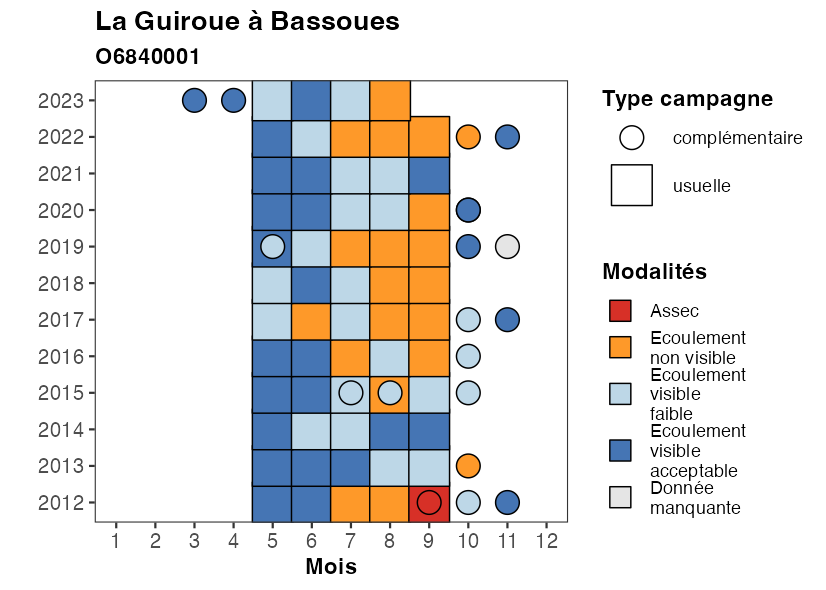 La Guiroue à Bassoues
O6840001
2023
2022
2021
2020
2019
2018
2017
2016
2015
2014
2013
2012
1 2 3 4 5 6 7 8 9 10 11 12
Mois
Type campagne
complémentaire
usuelle
Modalités
Assec
Ecoulement
non visible
Ecoulement
visible
faible
Ecoulement
visible
acceptable
Donnée
manquante